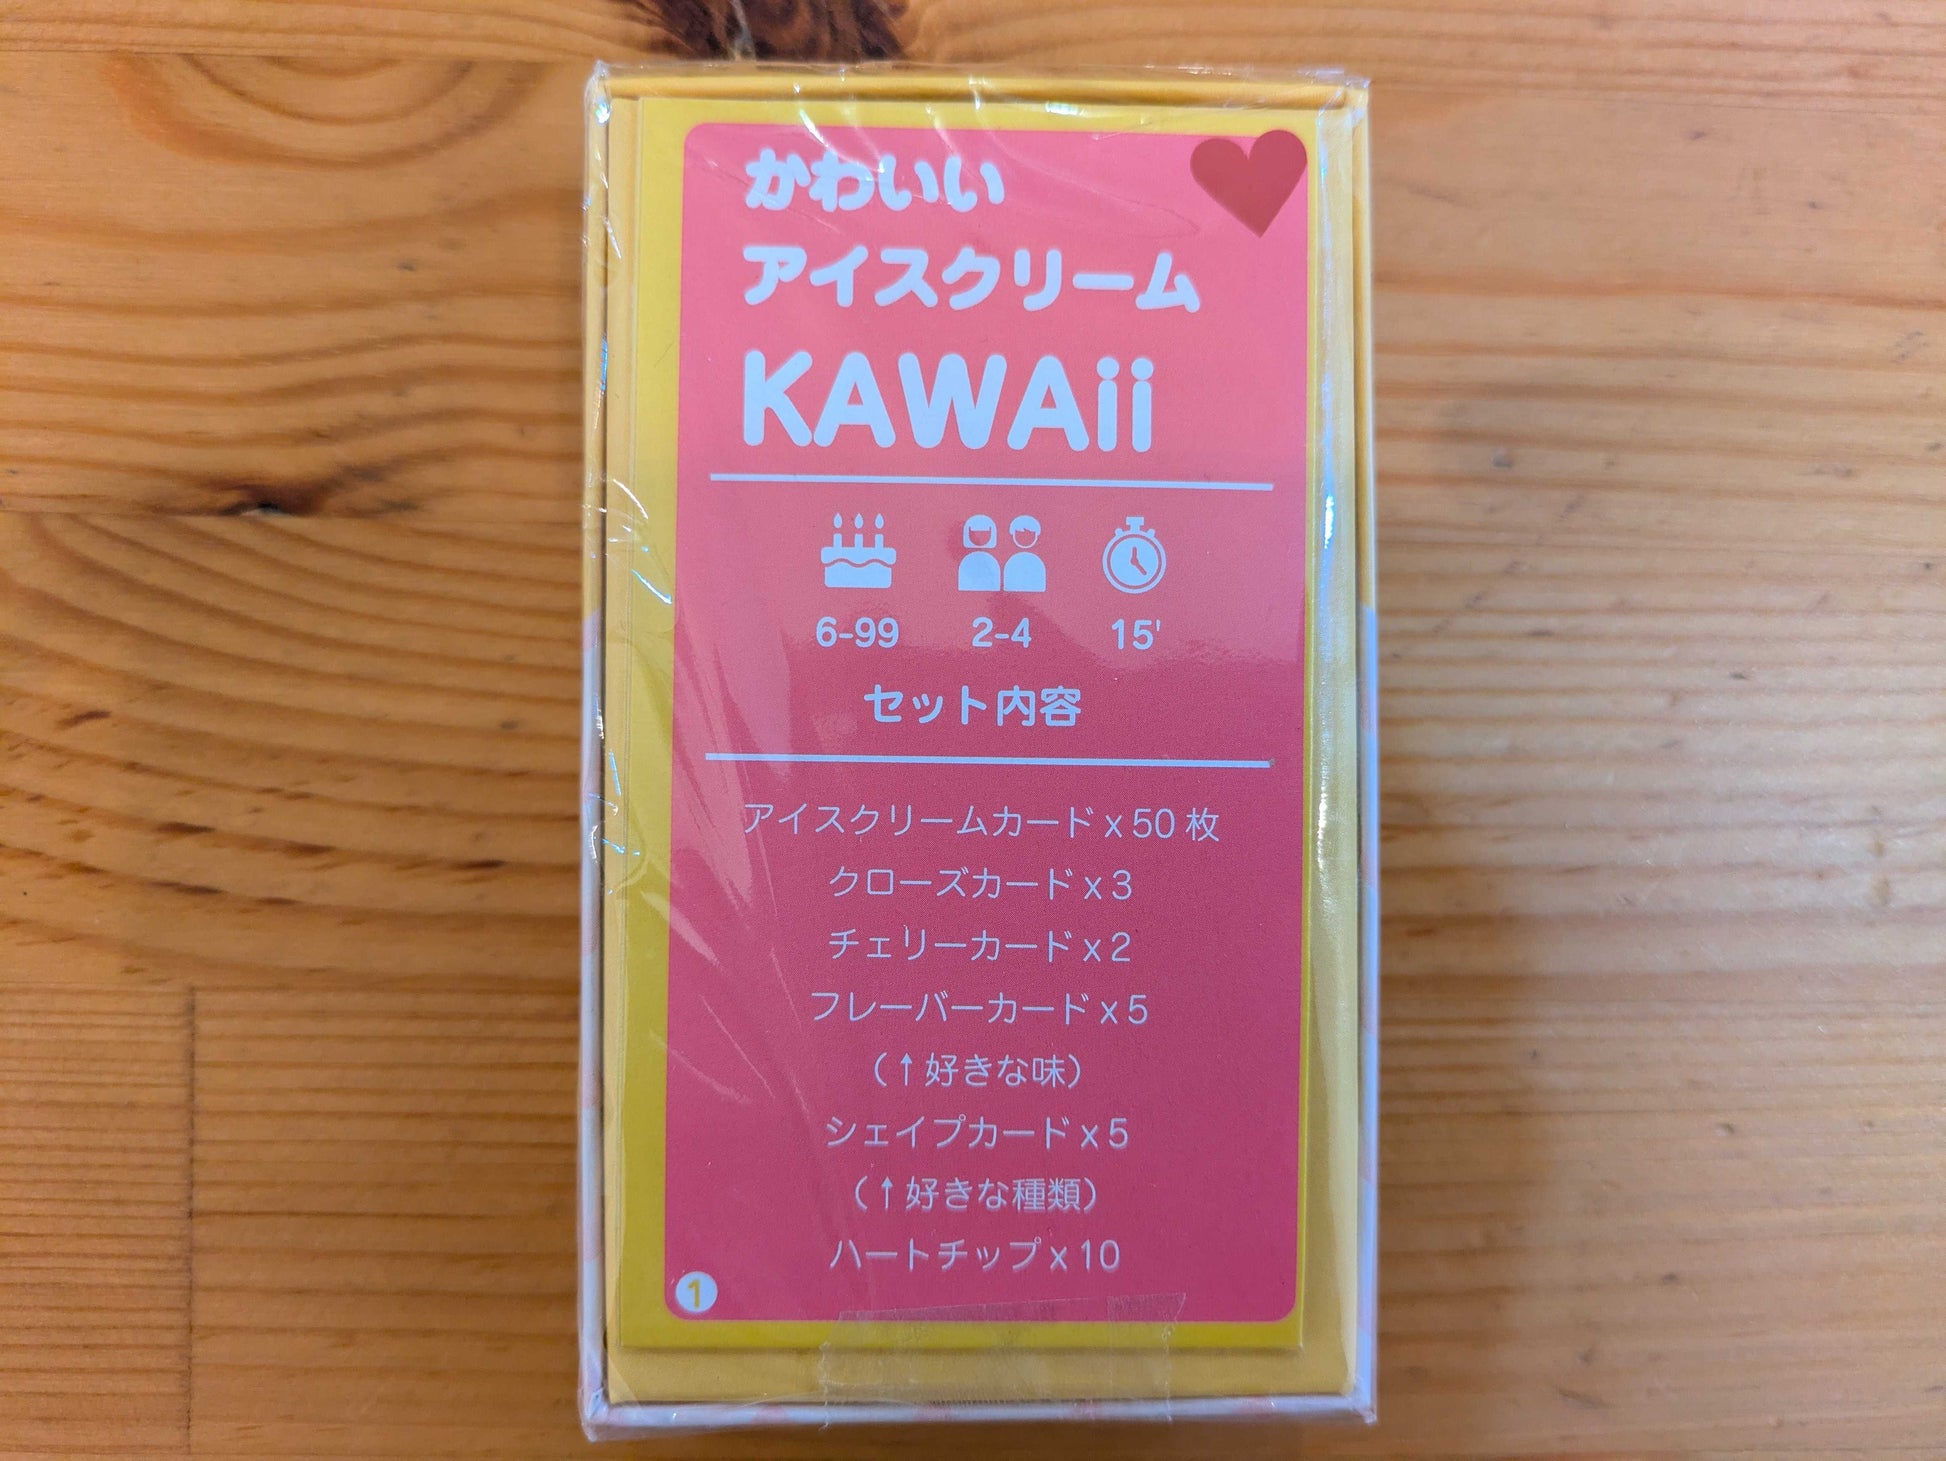 かわいい
アイスクリーム
KAWAii
6-99 2-4 15'
セット内容
アイスクリームカード x 50 枚
クローズカード x 3
チェリーカード x 2
フレーバーカード x 5
（↑好きな味）
シェイプカード x 5
（↑好きな種類）
ハートチップ x 10
1